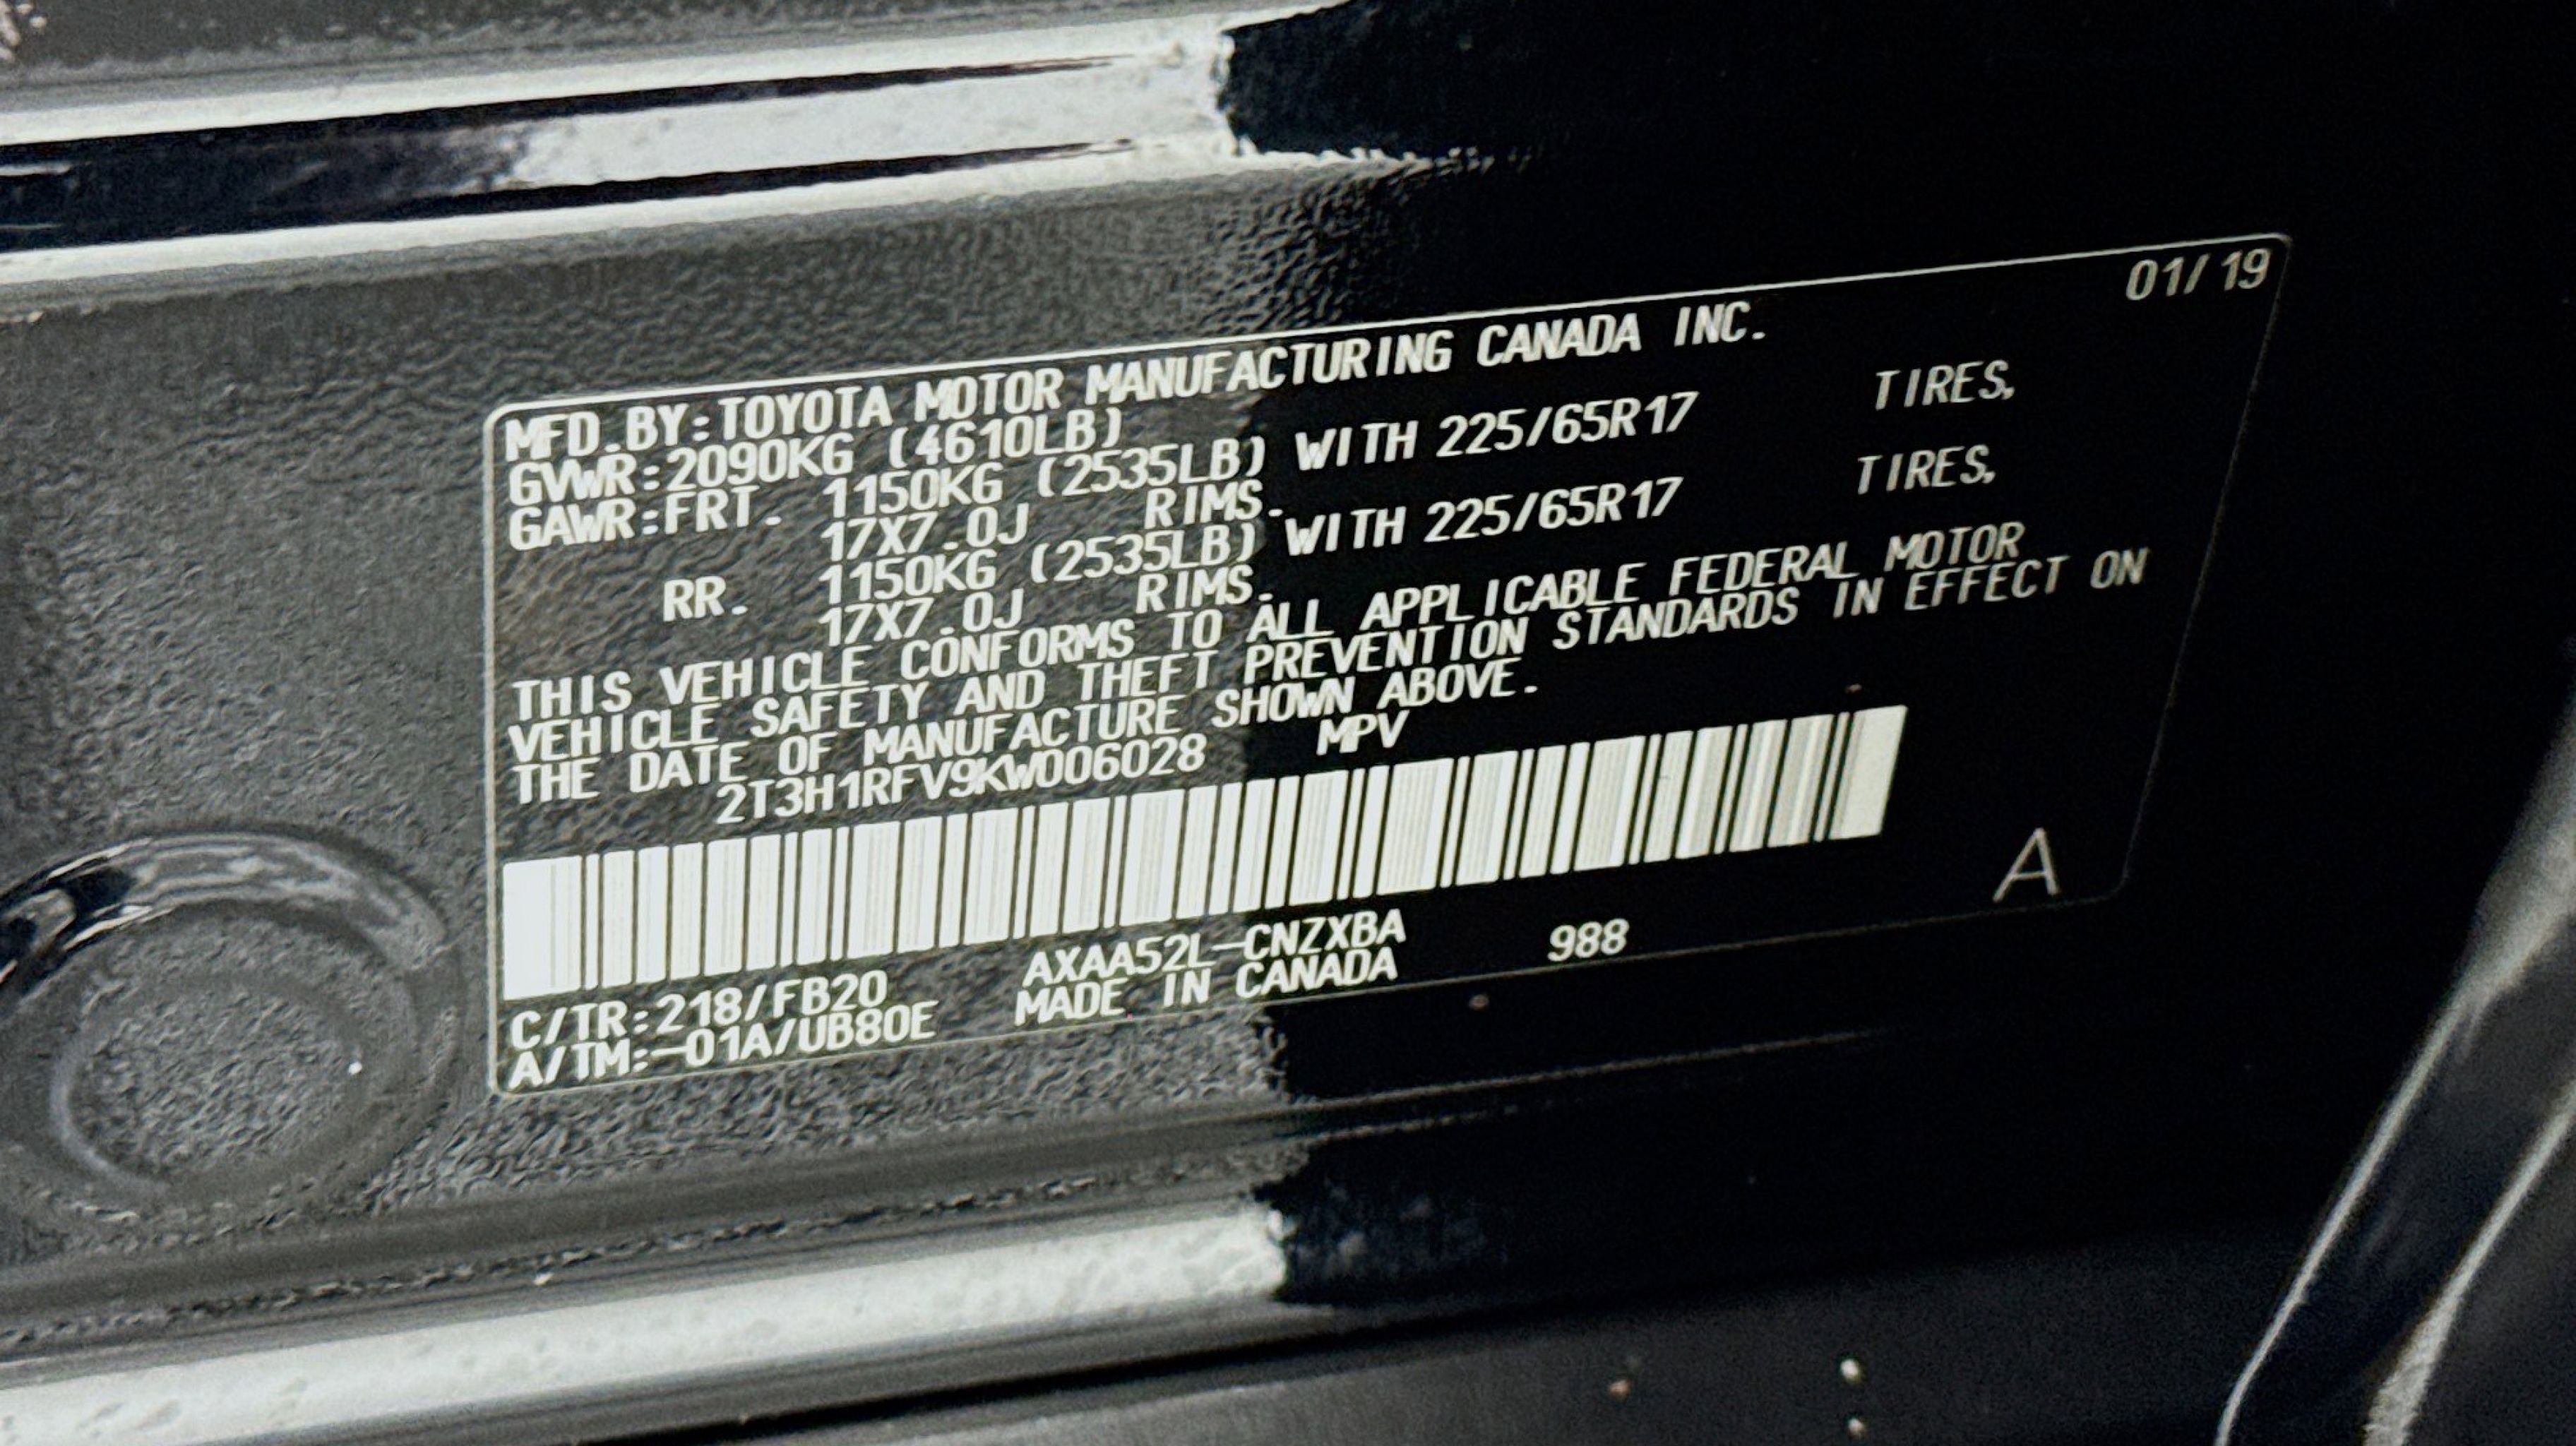 01/19
MFD.BY:TOYOTA MOTOR MANUFACTURING CANADA INC.
GVWR:2090KG (4610LB)
GAWR:FRT. 1150KG (2535LB) WITH 225/65R17 TIRES,
17X7.0J RIMS.
RR. 1150KG (2535LB) WITH 225/65R17 TIRES,
17X7.0J RIMS.
THIS VEHICLE CONFORMS TO ALL APPLICABLE FEDERAL MOTOR
VEHICLE SAFETY AND THEFT PREVENTION STANDARDS IN EFFECT ON
THE DATE OF MANUFACTURE SHOWN ABOVE.
2T3H1RFV9KW006028 MPV
A
C/TR:218/FB20 AXAA52L-CNZXBA 988
A/TM:-01A/UB80E MADE IN CANADA